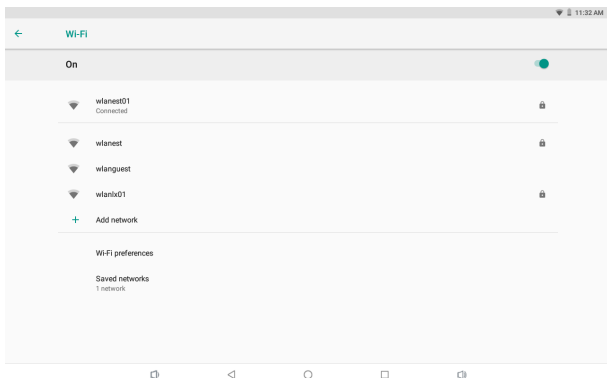 11:32 AM
Wi-Fi
On
wlanest01
Connected
wlanest
wlanguest
wlanlx01
Add network
Wi-Fi preferences
Saved networks
1 network